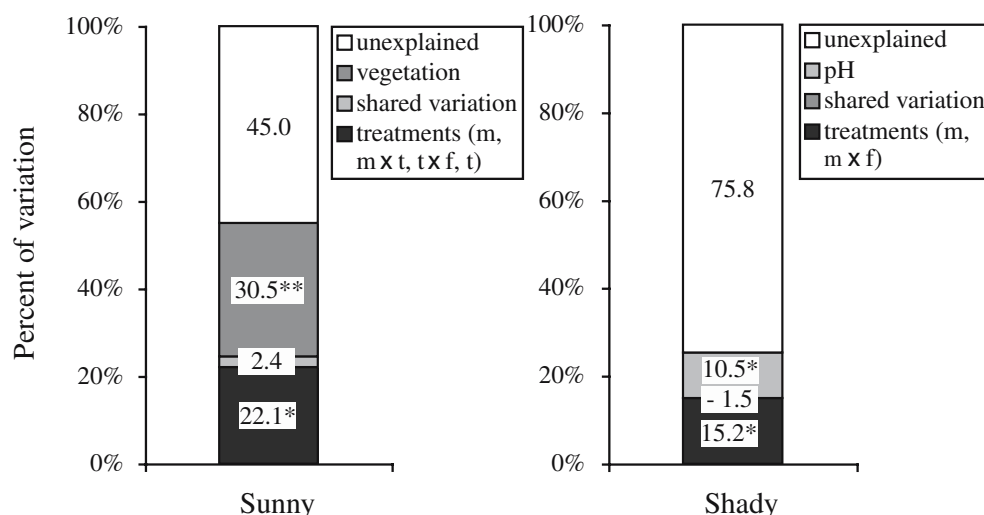 Percent of variation
100%
80%
60%
40%
20%
0%
45.0
30.5**
2.4
22.1*
Sunny
unexplained
vegetation
shared variation
treatments (m,
m x t, t x f, t)
100%
80%
60%
40%
20%
0%
75.8
10.5*
- 1.5
15.2*
Shady
unexplained
pH
shared variation
treatments (m,
m x f)